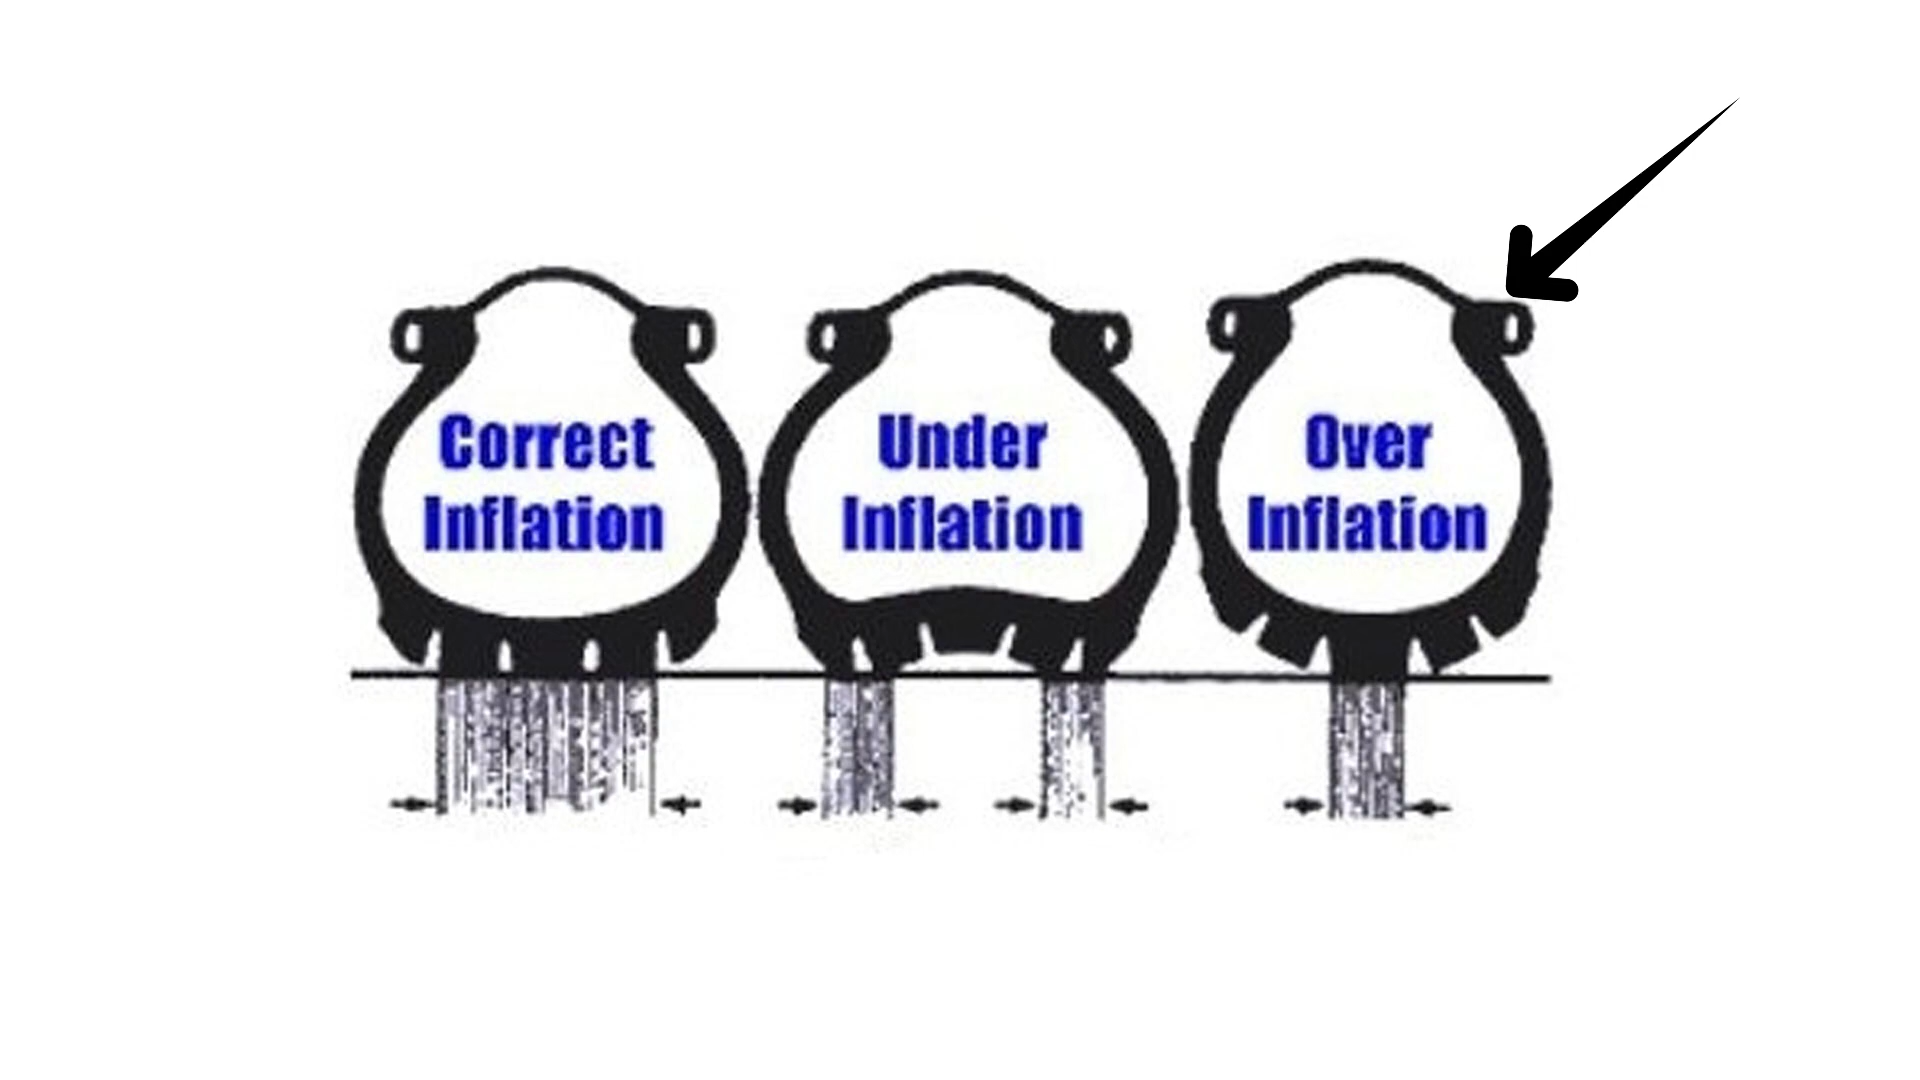 Correct
Inflation
Under
Inflation
Over
Inflation